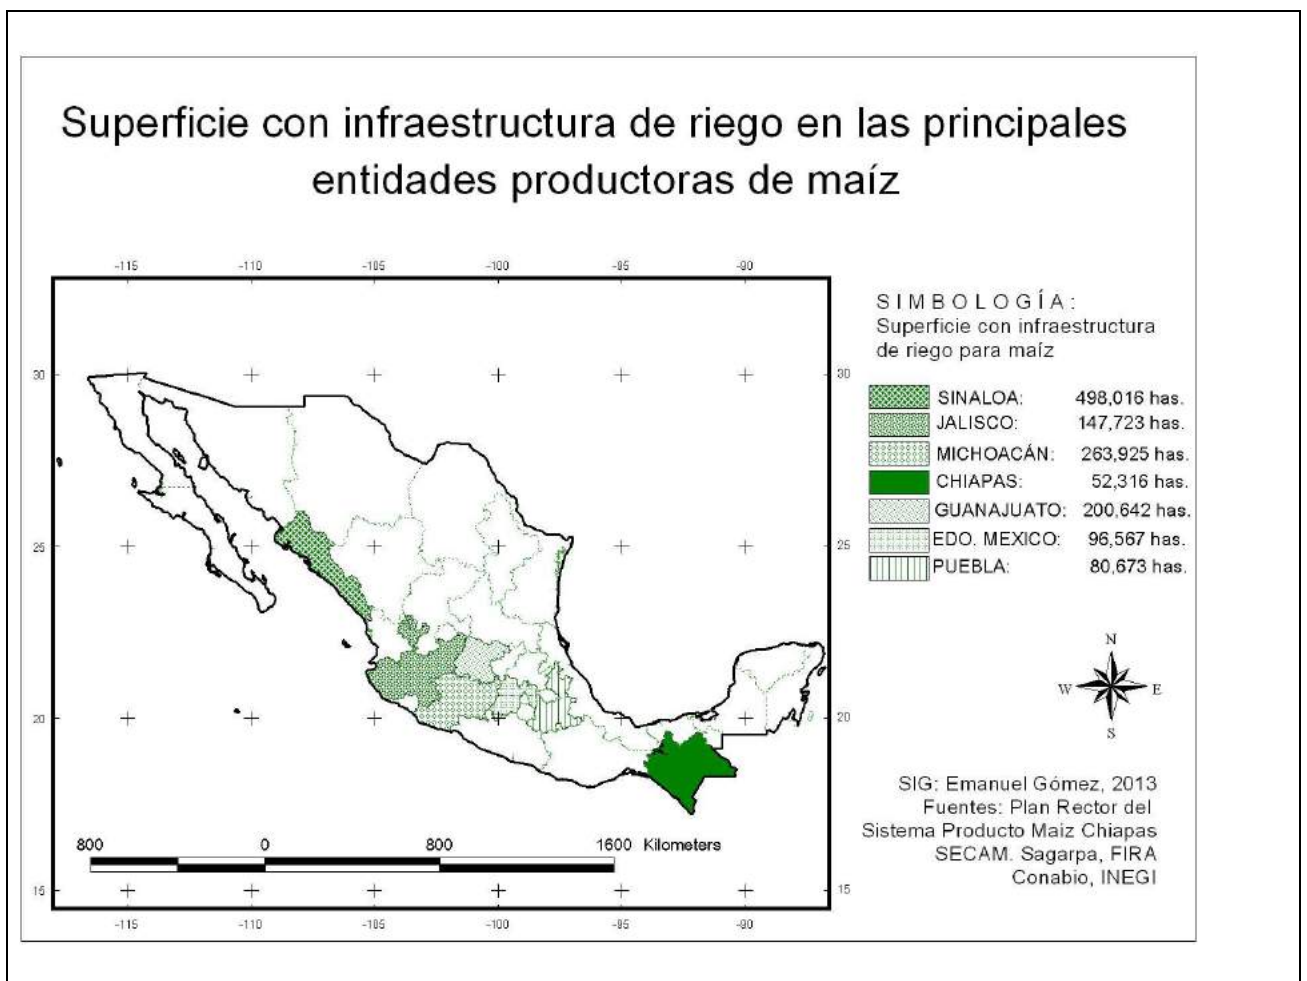 Superficie con infraestructura de riego en las principales
entidades productoras de maíz
-115 -110 -105 -100 -95 -90
SIMBOLOGÍA:
Superficie con infraestructura
de riego para maíz
SINALOA: 498,016 has.
JALISCO: 147,723 has.
MICHOACÁN: 263,925 has.
CHIAPAS: 52,316 has.
GUANAJUATO: 200,642 has.
EDO. MEXICO: 96,567 has.
PUEBLA: 80,673 has.
30 30
25 25
20 20
15 15
N
W E
S
SIG: Emanuel Gómez, 2013
Fuentes: Plan Rector del
Sistema Producto Maiz Chiapas
SECAM. Sagarpa, FIRA
Conabio, INEGI
800 0 800 1600 Kilometers
-115 -110 -105 -100 -95 -90